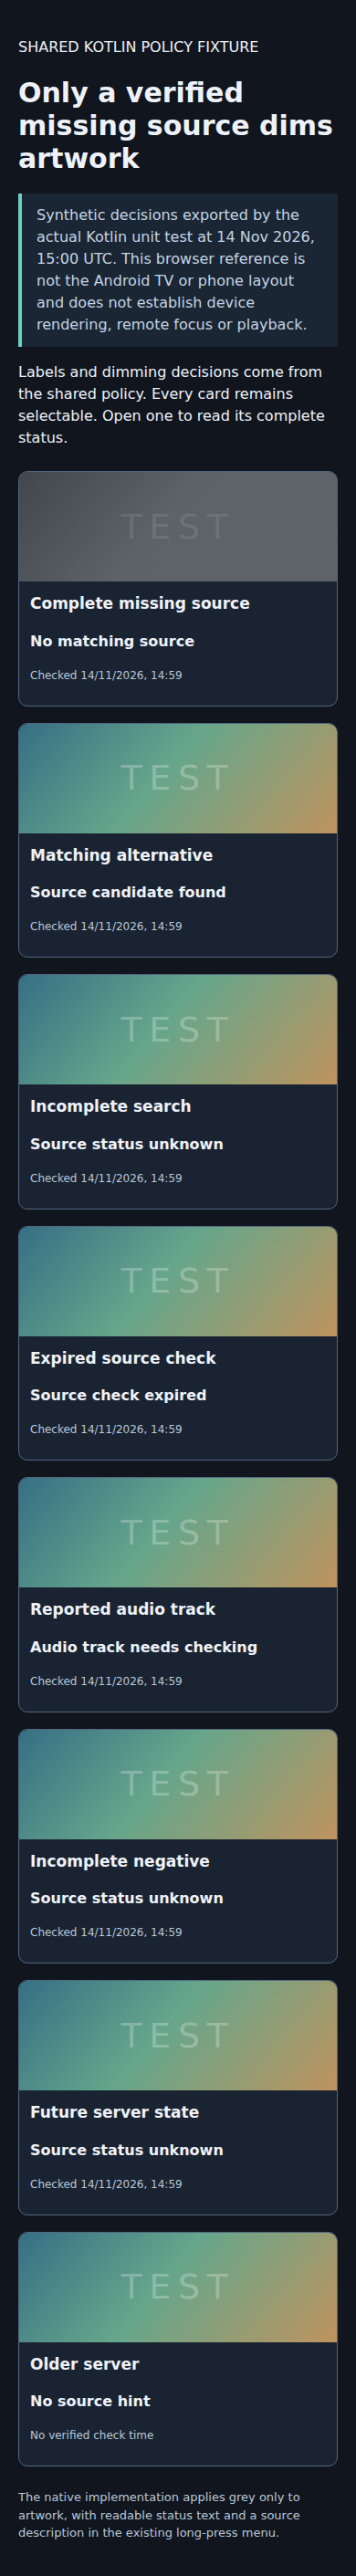 SHARED KOTLIN POLICY FIXTURE
Only a verified
missing source dims
artwork
Synthetic decisions exported by the
actual Kotlin unit test at 14 Nov 2026,
15:00 UTC. This browser reference is
not the Android TV or phone layout
and does not establish device
rendering, remote focus or playback.
Labels and dimming decisions come from
the shared policy. Every card remains
selectable. Open one to read its complete
status.
TEST
Complete missing source
No matching source
Checked 14/11/2026, 14:59
TEST
Matching alternative
Source candidate found
Checked 14/11/2026, 14:59
TEST
Incomplete search
Source status unknown
Checked 14/11/2026, 14:59
TEST
Expired source check
Source check expired
Checked 14/11/2026, 14:59
TEST
Reported audio track
Audio track needs checking
Checked 14/11/2026, 14:59
TEST
Incomplete negative
Source status unknown
Checked 14/11/2026, 14:59
TEST
Future server state
Source status unknown
Checked 14/11/2026, 14:59
TEST
Older server
No source hint
No verified check time
The native implementation applies grey only to
artwork, with readable status text and a source
description in the existing long-press menu.